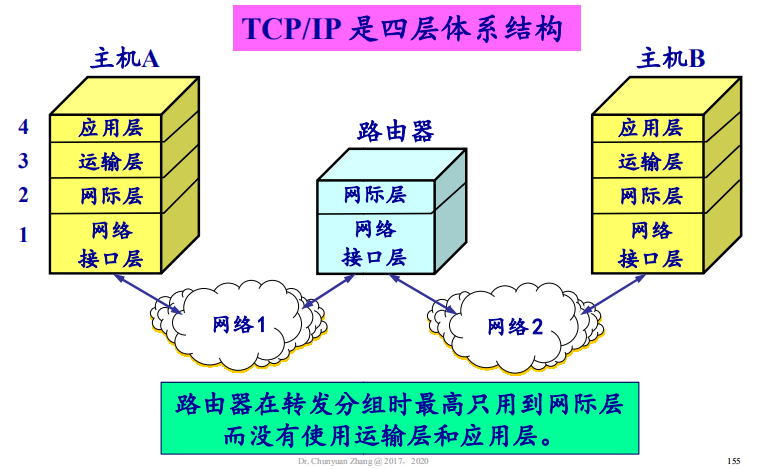 TCP/IP 是四层体系结构
主机A
主机B
路由器
4
应用层
3
运输层
2
网际层
1
网络
接口层
网际层
网络
接口层
应用层
运输层
网际层
网络
接口层
网络1
网络2
路由器在转发分组时最高只用到网际层
而没有使用运输层和应用层。
Dr. Chunyuan Zhang @ 2017，2020
155